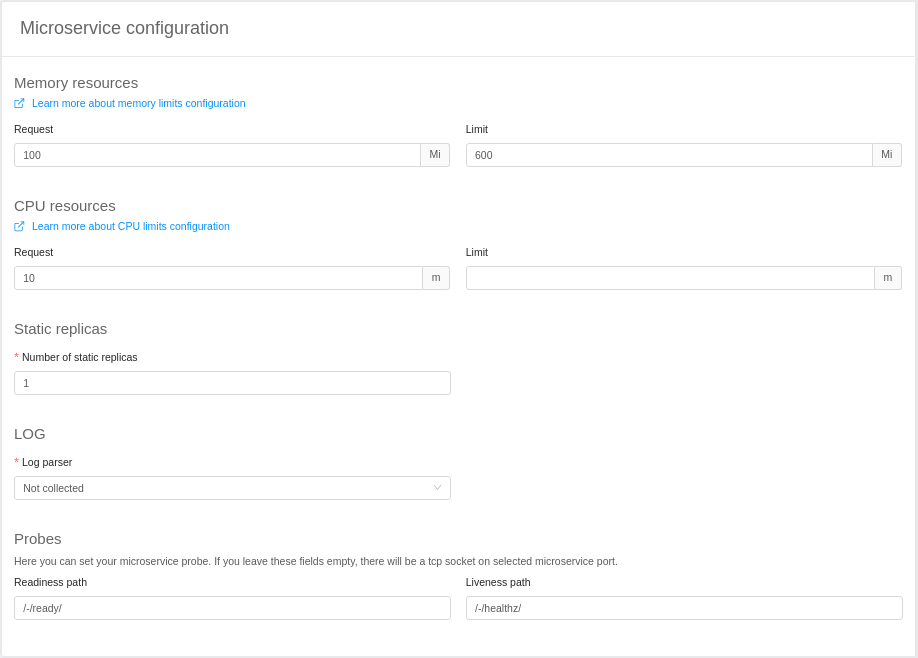 Microservice configuration
Memory resources
Learn more about memory limits configuration
Request
Limit
100 Mi
600 Mi
CPU resources
Learn more about CPU limits configuration
Request
Limit
10 m
m
Static replicas
* Number of static replicas
1
LOG
* Log parser
Not collected
Probes
Here you can set your microservice probe. If you leave these fields empty, there will be a tcp socket on selected microservice port.
Readiness path
Liveness path
/-/ready/
/-/healthz/